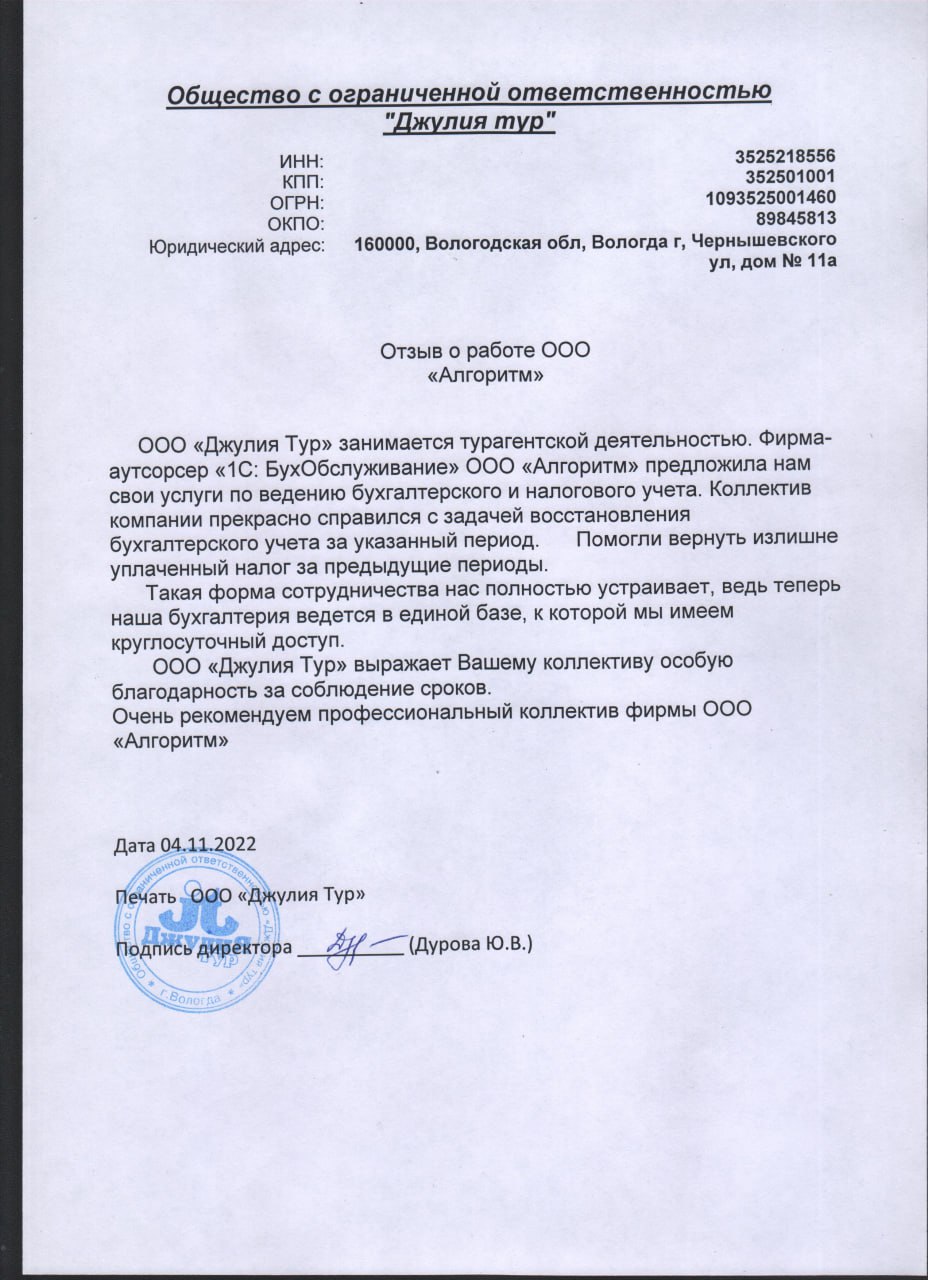 Общество с ограниченной ответственностью
"Джулия тур"
ИНН: 3525218556
КПП: 352501001
ОГРН: 1093525001460
ОКПО: 89845813
Юридический адрес: 160000, Вологодская обл, Вологда г, Чернышевского
ул, дом № 11а
Отзыв о работе ООО
«Алгоритм»
ООО «Джулия Тур» занимается турагентской деятельностью. Фирма-
аутсорсер «1С: БухОбслуживание» ООО «Алгоритм» предложила нам
свои услуги по ведению бухгалтерского и налогового учета. Коллектив
компании прекрасно справился с задачей восстановления
бухгалтерского учета за указанный период. Помогли вернуть излишне
уплаченный налог за предыдущие периоды.
Такая форма сотрудничества нас полностью устраивает, ведь теперь
наша бухгалтерия ведется в единой базе, к которой мы имеем
круглосуточный доступ.
ООО «Джулия Тур» выражает Вашему коллективу особую
благодарность за соблюдение сроков.
Очень рекомендуем профессиональный коллектив фирмы ООО
«Алгоритм»
Дата 04.11.2022
Печать ООО «Джулия Тур»
Подпись директора (Дурова Ю.В.)
Общество с ограниченной ответственностью «Джулия тур»
Джулия
тур
г.Вологда